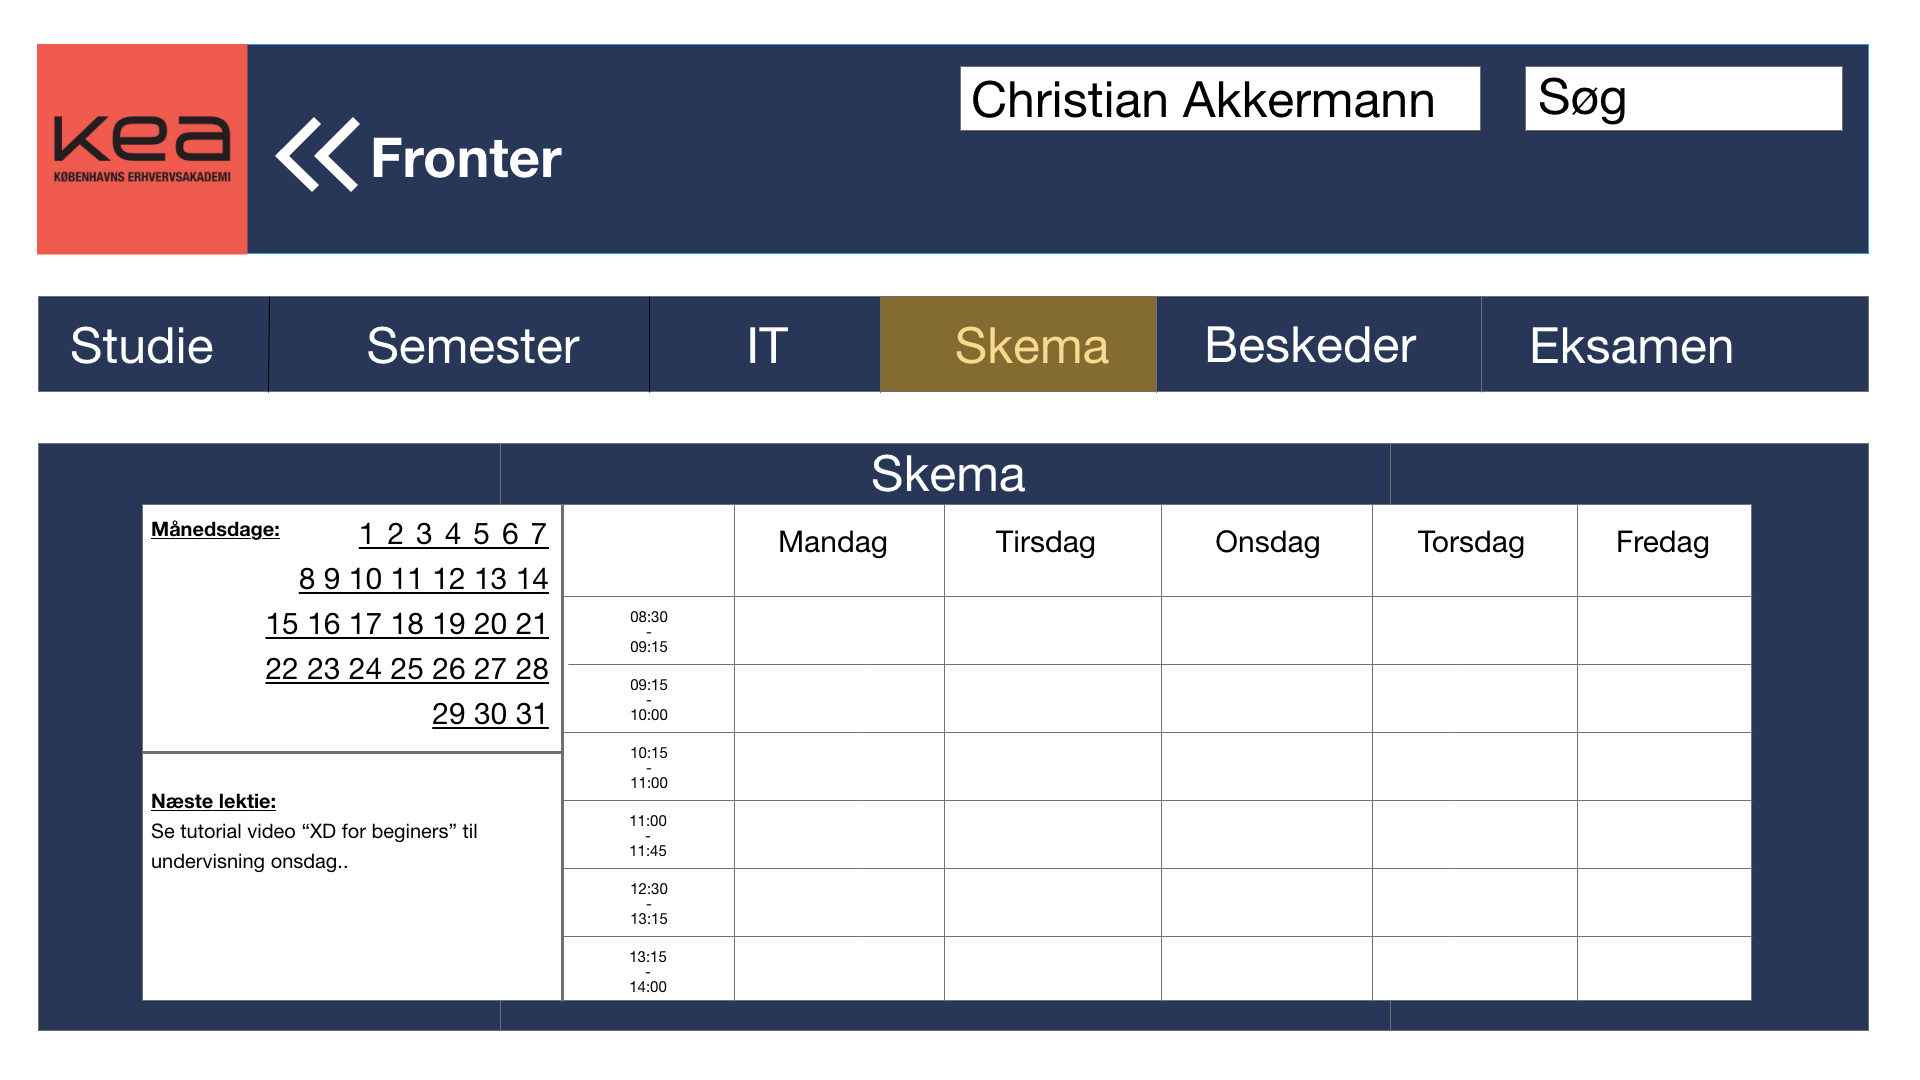 kea
KØBENHAVNS ERHVERVSAKADEMI
Fronter
Christian Akkermann
Søg
Studie
Semester
IT
Skema
Beskeder
Eksamen
Skema
Månedsdage:
1 2 3 4 5 6 7
8 9 10 11 12 13 14
15 16 17 18 19 20 21
22 23 24 25 26 27 28
29 30 31
Næste lektie:
Se tutorial video “XD for beginers” til
undervisning onsdag..
Mandag
Tirsdag
Onsdag
Torsdag
Fredag
08:30
-
09:15
09:15
-
10:00
10:15
-
11:00
11:00
-
11:45
12:30
-
13:15
13:15
-
14:00